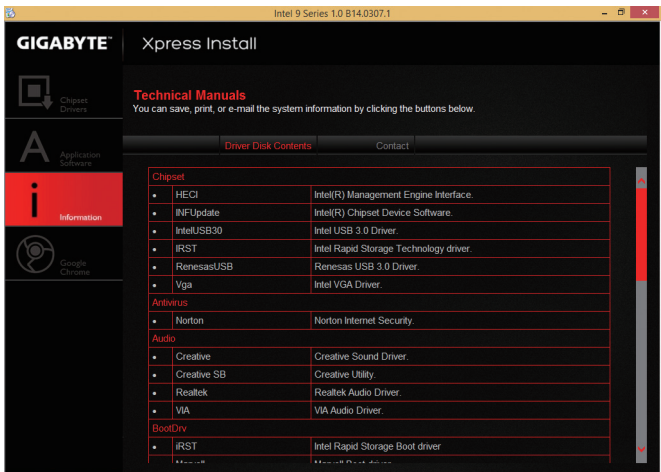 Intel 9 Series 1.0 B14.0307.1
GIGABYTE™
Xpress Install
Chipset
Drivers
Application
Software
Information
Google
Chrome
Technical Manuals
You can save, print, or e-mail the system information by clicking the buttons below.
Driver Disk Contents Contact
Chipset
• HECI Intel(R) Management Engine Interface.
• INFUpdate Intel(R) Chipset Device Software.
• IntelUSB30 Intel USB 3.0 Driver.
• IRST Intel Rapid Storage Technology driver.
• RenesasUSB Renesas USB 3.0 Driver.
• Vga Intel VGA Driver.
Antivirus
• Norton Norton Internet Security.
Audio
• Creative Creative Sound Driver.
• Creative SB Creative Utility.
• Realtek Realtek Audio Driver.
• VIA VIA Audio Driver.
BootDrv
• iRST Intel Rapid Storage Boot driver